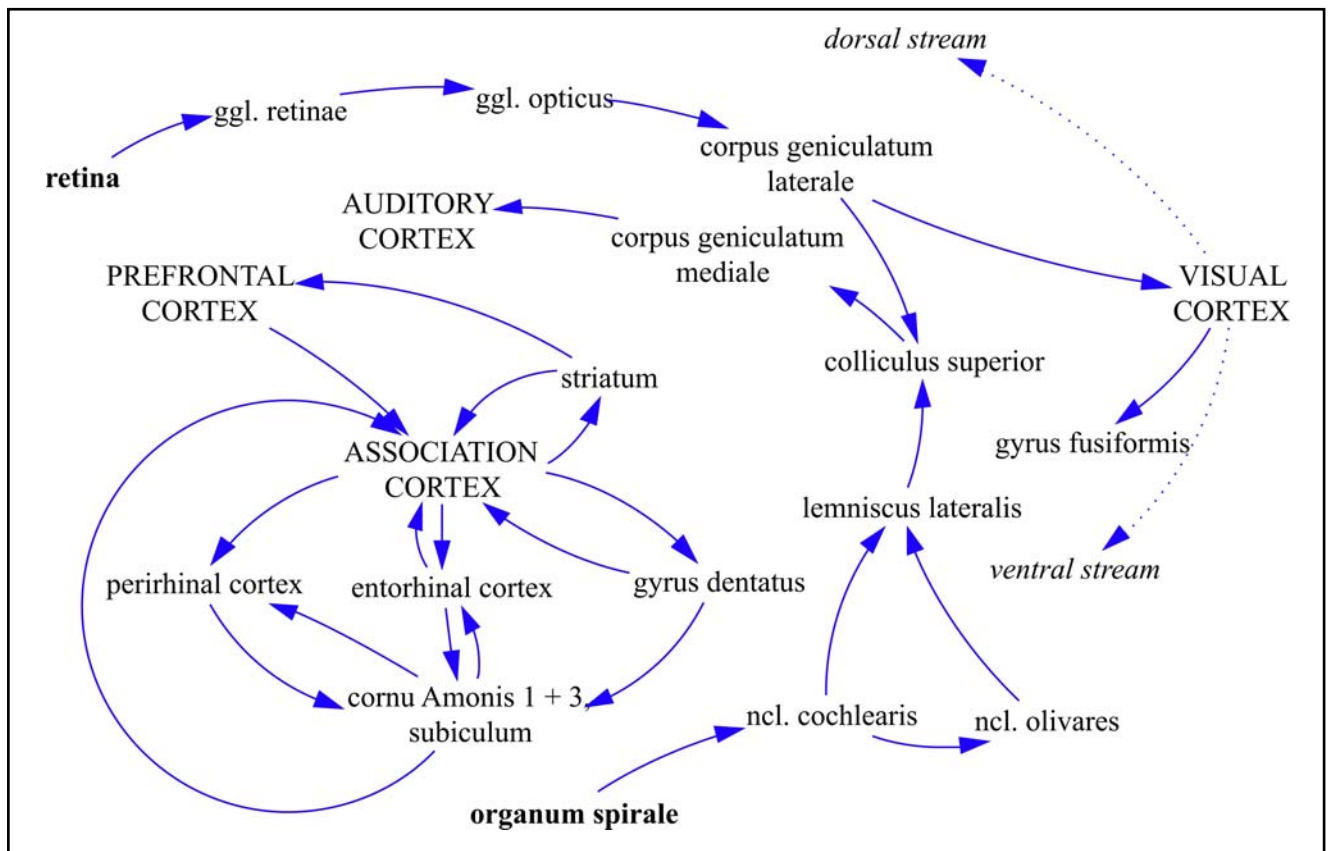 dorsal stream
ggl. retinae
ggl. opticus
retina
corpus geniculatum
laterale
AUDITORY
CORTEX
corpus geniculatum
mediale
PREFRONTAL
CORTEX
VISUAL
CORTEX
colliculus superior
striatum
gyrus fusiformis
ASSOCIATION
CORTEX
lemniscus lateralis
ventral stream
perirhinal cortex
entorhinal cortex
gyrus dentatus
cornu Amonis 1 + 3,
subiculum
ncl. cochlearis
ncl. olivares
organum spirale